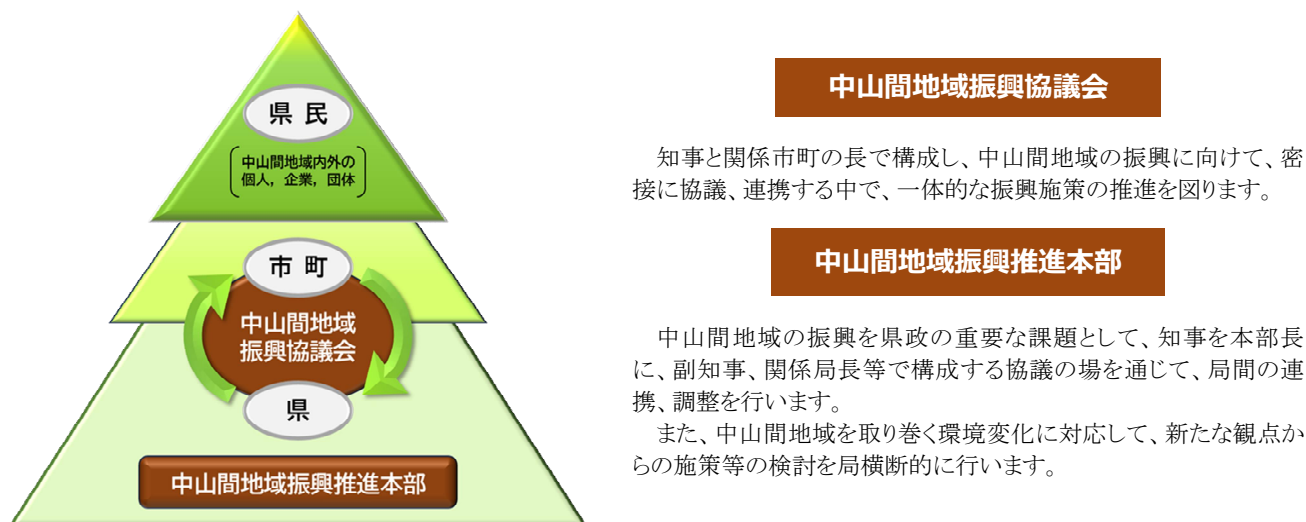 県 民
中山間地域内外の
個人，企業，団体
市 町
中山間地域
振興協議会
県
中山間地域振興推進本部
中山間地域振興協議会
　知事と関係市町の長で構成し、中山間地域の振興に向けて、密
接に協議、連携する中で、一体的な振興施策の推進を図ります。
中山間地域振興推進本部
　中山間地域の振興を県政の重要な課題として、知事を本部長
に、副知事、関係局長等で構成する協議の場を通じて、局間の連
携、調整を行います。
　また、中山間地域を取り巻く環境変化に対応して、新たな観点か
らの施策等の検討を局横断的に行います。